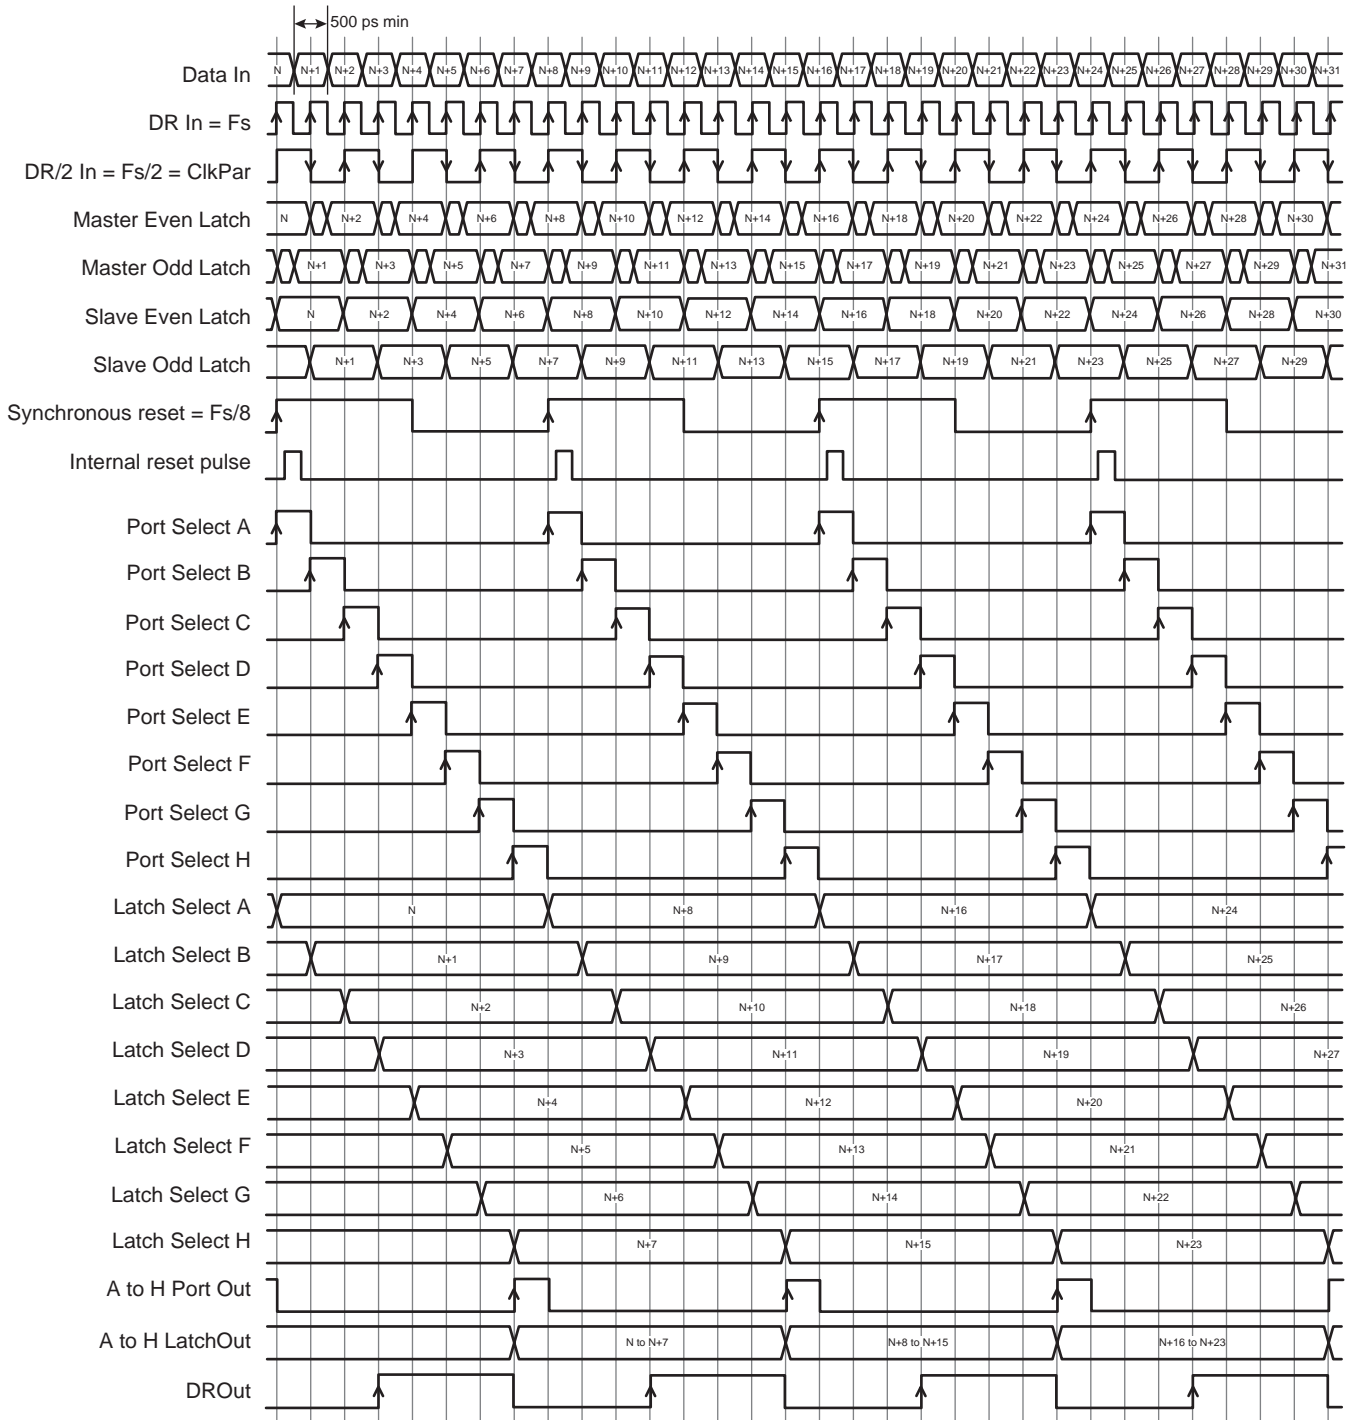 500 ps min
Data In N N+1 N+2 N+3 N+4 N+5 N+6 N+7 N+8 N+9 N+10 N+11 N+12 N+13 N+14 N+15 N+16 N+17 N+18 N+19 N+20 N+21 N+22 N+23 N+24 N+25 N+26 N+27 N+28 N+29 N+30 N+31
DR In = Fs
DR/2 In = Fs/2 = ClkPar
Master Even Latch N N+2 N+4 N+6 N+8 N+10 N+12 N+14 N+16 N+18 N+20 N+22 N+24 N+26 N+28 N+30
Master Odd Latch N+1 N+3 N+5 N+7 N+9 N+11 N+13 N+15 N+17 N+19 N+21 N+23 N+25 N+27 N+29 N+31
Slave Even Latch N N+2 N+4 N+6 N+8 N+10 N+12 N+14 N+16 N+18 N+20 N+22 N+24 N+26 N+28 N+30
Slave Odd Latch N+1 N+3 N+5 N+7 N+9 N+11 N+13 N+15 N+17 N+19 N+21 N+23 N+25 N+27 N+29
Synchronous reset = Fs/8
Internal reset pulse
Port Select A
Port Select B
Port Select C
Port Select D
Port Select E
Port Select F
Port Select G
Port Select H
Latch Select A N N+8 N+16 N+24
Latch Select B N+1 N+9 N+17 N+25
Latch Select C N+2 N+10 N+18 N+26
Latch Select D N+3 N+11 N+19 N+27
Latch Select E N+4 N+12 N+20
Latch Select F N+5 N+13 N+21
Latch Select G N+6 N+14 N+22
Latch Select H N+7 N+15 N+23
A to H Port Out
A to H LatchOut N to N+7 N+8 to N+15 N+16 to N+23
DROut